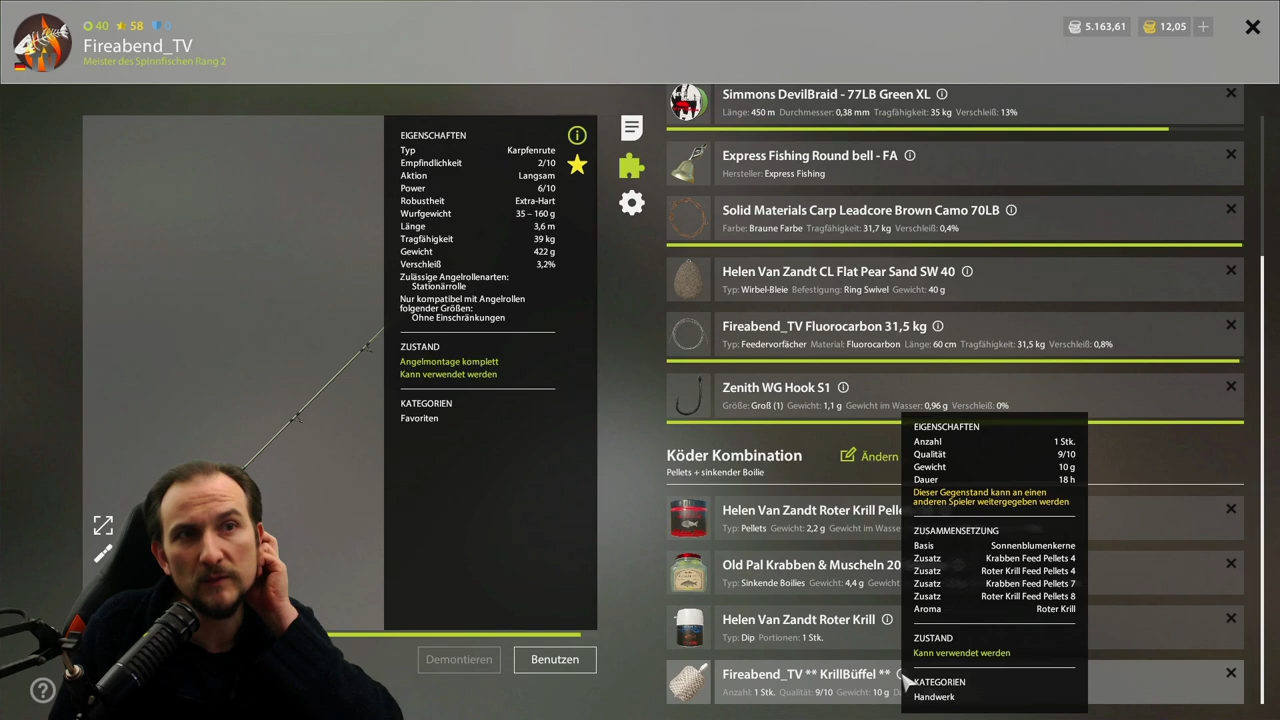 40 58 0
Fireabend_TV
Meister des Spinnfischen Rang 2
5.163,61 12,05 +
EIGENSCHAFTEN
Typ Karpfenrute
Empfindlichkeit 2/10
Aktion Langsam
Power 6/10
Robustheit Extra-Hart
Wurfgewicht 35 – 160 g
Länge 3,6 m
Tragfähigkeit 39 kg
Gewicht 422 g
Verschleiß 3,2%
Zulässige Angelrollenarten:
Stationärrolle
Nur kompatibel mit Angelrollen
folgender Größen:
Ohne Einschränkungen
ZUSTAND
Angelmontage komplett
Kann verwendet werden
KATEGORIEN
Favoriten
Demontieren
Benutzen
Simmons DevilBraid - 77LB Green XL
Länge: 450 m Durchmesser: 0,38 mm Tragfähigkeit: 35 kg Verschleiß: 13%
Express Fishing Round bell - FA
Hersteller: Express Fishing
Solid Materials Carp Leadcore Brown Camo 70LB
Farbe: Braune Farbe Tragfähigkeit: 31,7 kg Verschleiß: 0,4%
Helen Van Zandt CL Flat Pear Sand SW 40
Typ: Wirbel-Bleie Befestigung: Ring Swivel Gewicht: 40 g
Fireabend_TV Fluorocarbon 31,5 kg
Typ: Feedervorfächer Material: Fluorocarbon Länge: 60 cm Tragfähigkeit: 31,5 kg Verschleiß: 0,8%
Zenith WG Hook S1
Größe: Groß (1) Gewicht: 1,1 g Gewicht im Wasser: 0,96 g Verschleiß: 0%
Köder Kombination
Ändern
Pellets + sinkender Boilie
Helen Van Zandt Roter Krill Pelle
Typ: Pellets Gewicht: 2,2 g Gewicht im Wasse
Old Pal Krabben & Muscheln 20
Typ: Sinkende Boilies Gewicht: 4,4 g
Helen Van Zandt Roter Krill
Typ: Dip Portionen: 1 Stk.
Fireabend_TV ** KrillBüffel **
Anzahl: 1 Stk. Qualität: 9/10 Gewicht: 10 g
EIGENSCHAFTEN
Anzahl 1 Stk.
Qualität 9/10
Gewicht 10 g
Dauer 18 h
Dieser Gegenstand kann an einen
anderen Spieler weitergegeben werden
ZUSAMMENSETZUNG
Basis Sonnenblumenkerne
Zusatz Krabben Feed Pellets 4
Zusatz Roter Krill Feed Pellets 4
Zusatz Krabben Feed Pellets 7
Zusatz Roter Krill Feed Pellets 8
Aroma Roter Krill
ZUSTAND
Kann verwendet werden
KATEGORIEN
Handwerk